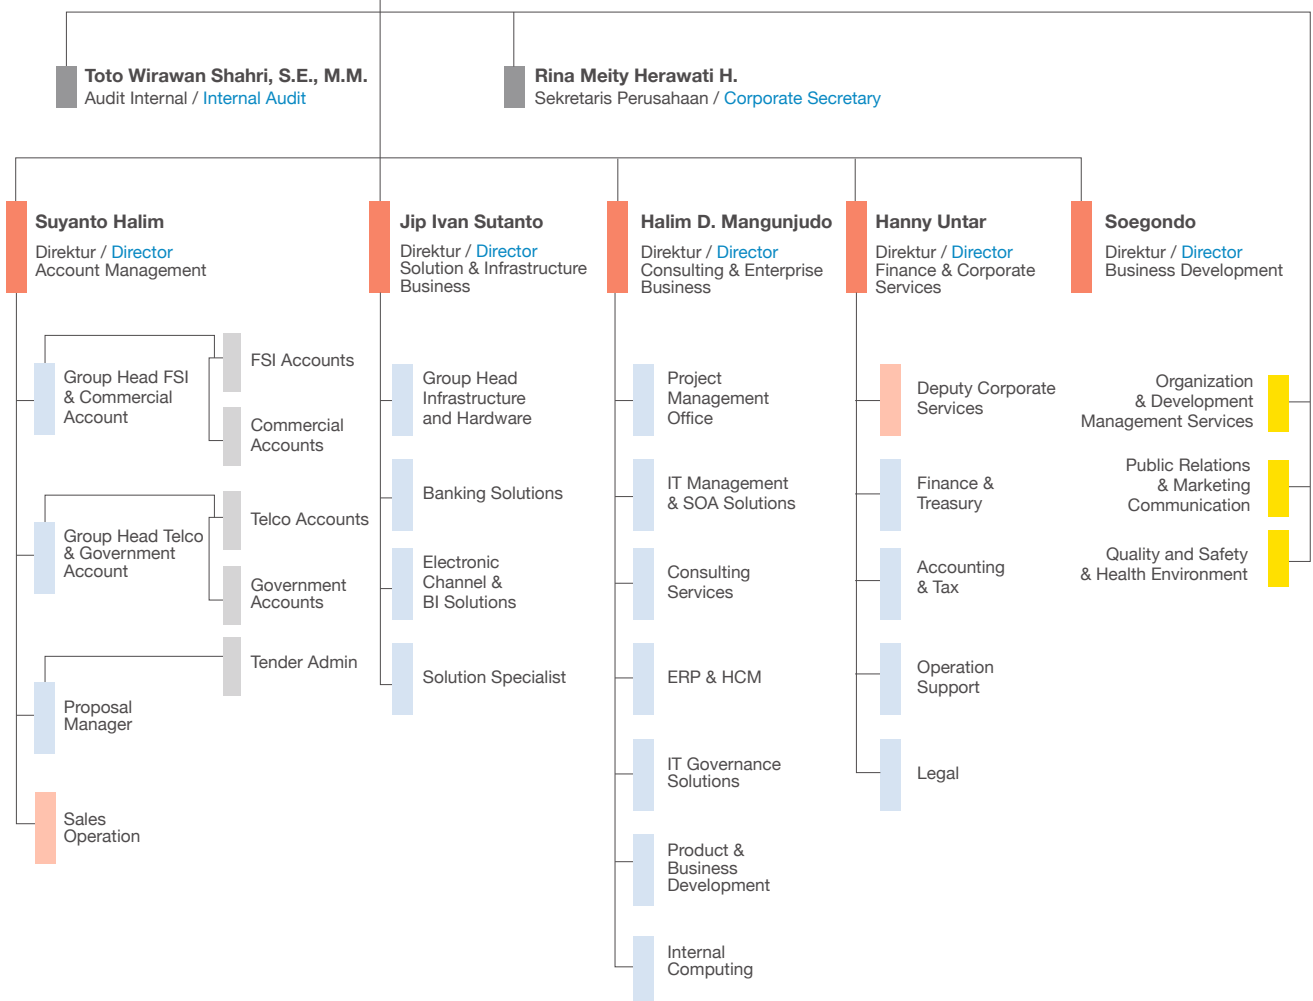 Toto Wirawan Shahri, S.E., M.M.
Audit Internal / Internal Audit
Rina Meity Herawati H.
Sekretaris Perusahaan / Corporate Secretary
Suyanto Halim
Direktur / Director
Account Management
Jip Ivan Sutanto
Direktur / Director
Solution & Infrastructure
Business
Halim D. Mangunjudo
Direktur / Director
Consulting & Enterprise
Business
Hanny Untar
Direktur / Director
Finance & Corporate
Services
Soegondo
Direktur / Director
Business Development
Group Head FSI
& Commercial
Account
FSI Accounts
Commercial
Accounts
Group Head Telco
& Government
Account
Telco Accounts
Government
Accounts
Proposal
Manager
Tender Admin
Sales
Operation
Group Head
Infrastructure
and Hardware
Banking Solutions
Electronic
Channel &
BI Solutions
Solution Specialist
Project
Management
Office
IT Management
& SOA Solutions
Consulting
Services
ERP & HCM
IT Governance
Solutions
Product &
Business
Development
Internal
Computing
Deputy Corporate
Services
Finance &
Treasury
Accounting
& Tax
Operation
Support
Legal
Organization
& Development
Management Services
Public Relations
& Marketing
Communication
Quality and Safety
& Health Environment